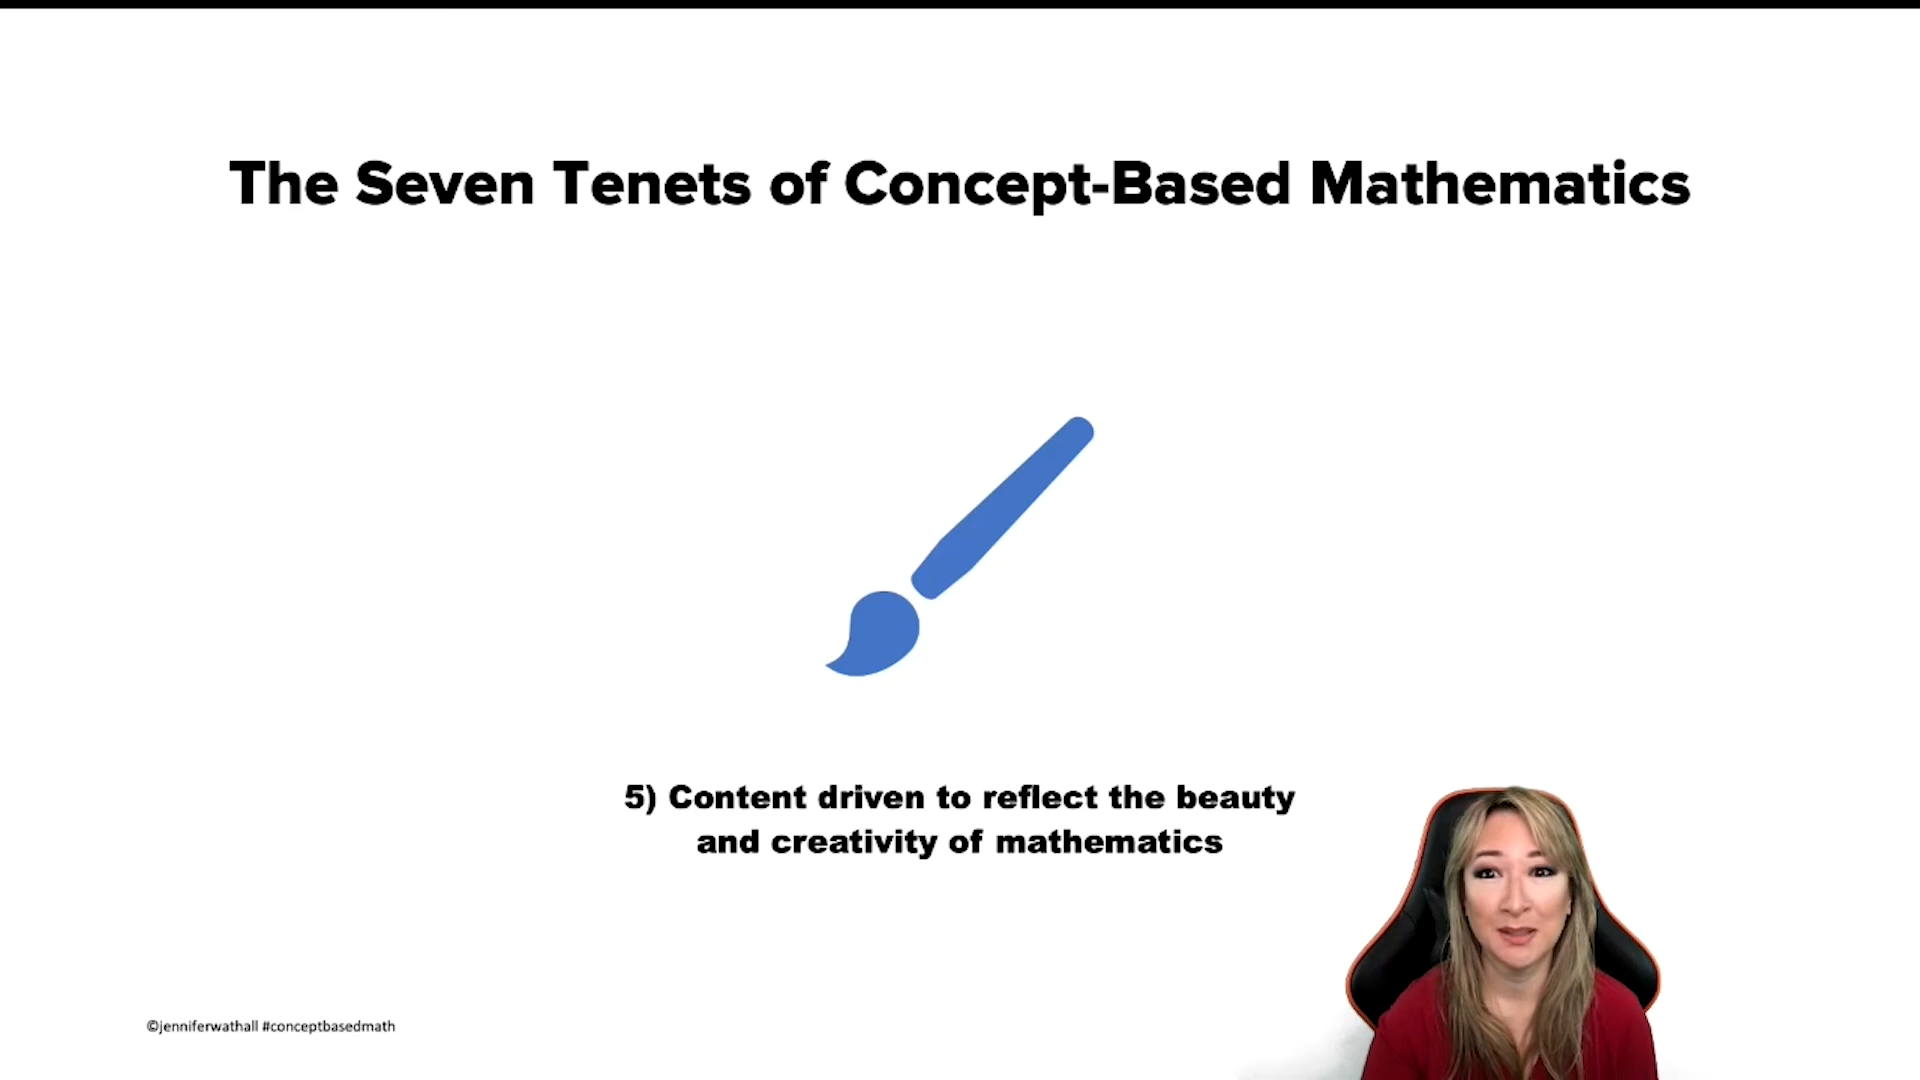 The Seven Tenets of Concept-Based Mathematics
5) Content driven to reflect the beauty
and creativity of mathematics
©jenniferwathall #conceptbasedmath